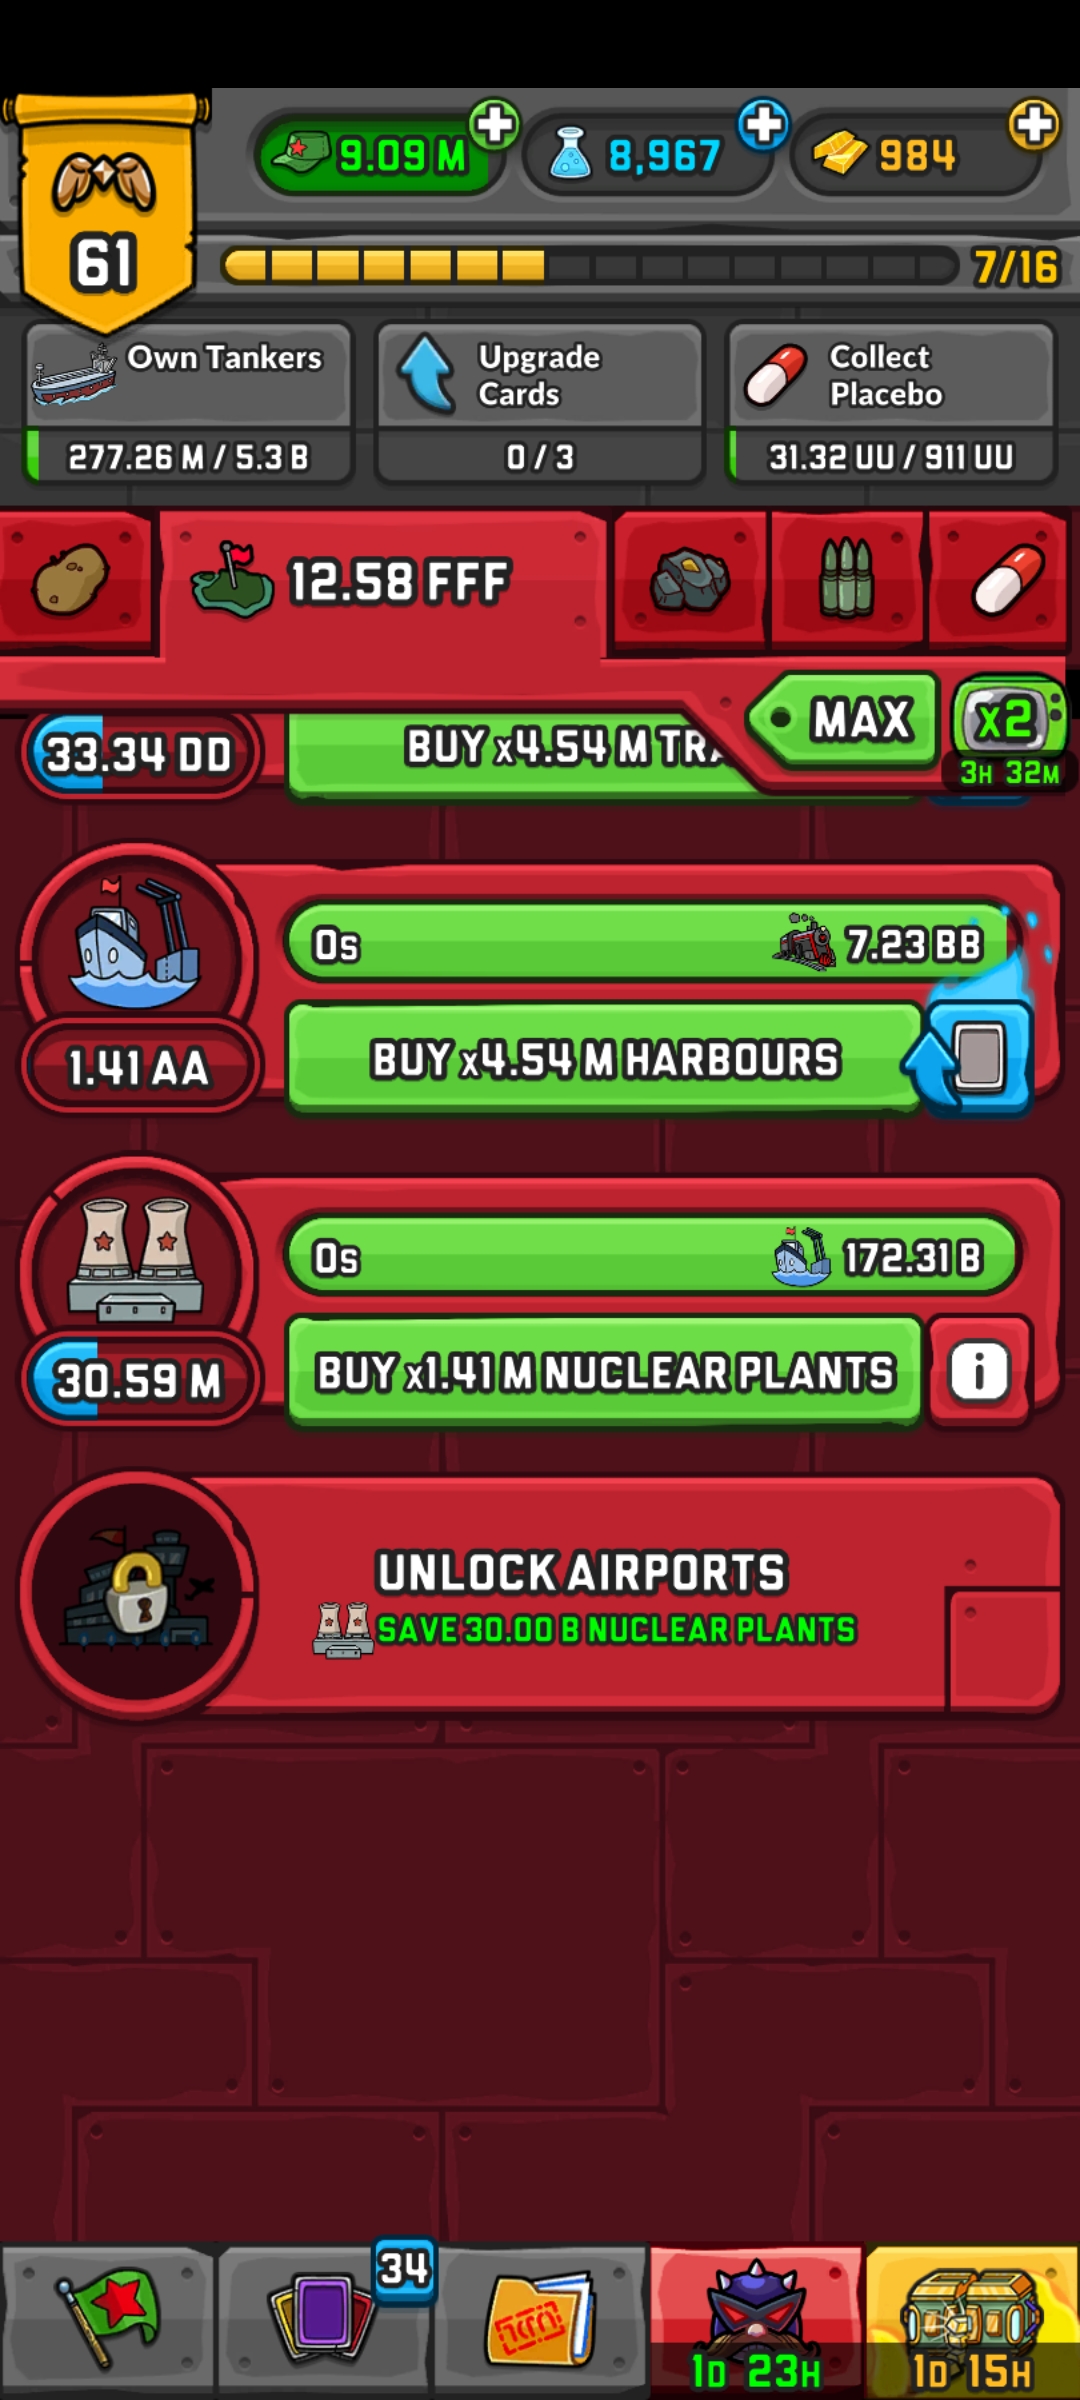 9.09 M
8,967
984
61
7/16
Own Tankers
277.26 M / 5.3 B
Upgrade
Cards
0 / 3
Collect
Placebo
31.32 UU / 911 UU
12.58 FFF
MAX
x2
3H 32M
33.34 DD
BUY x4.54 M TRA
0s
7.23 BB
1.41 AA
BUY x4.54 M HARBOURS
0s
172.31 B
30.59 M
BUY x1.41 M NUCLEAR PLANTS
i
UNLOCK AIRPORTS
SAVE 30.00 B NUCLEAR PLANTS
34
1D 23H
1D 15H